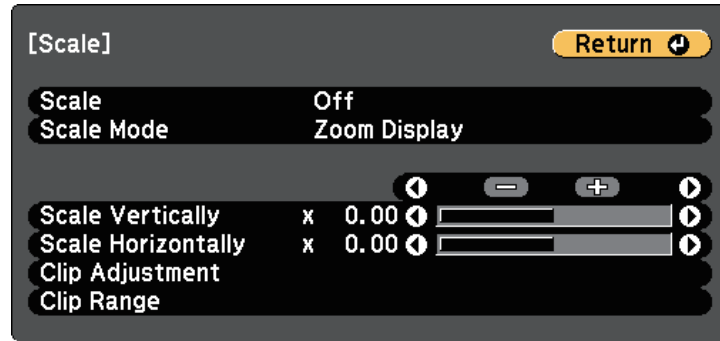 [Scale] Return
Scale Off
Scale Mode Zoom Display
Scale Vertically x 0.00
Scale Horizontally x 0.00
Clip Adjustment
Clip Range